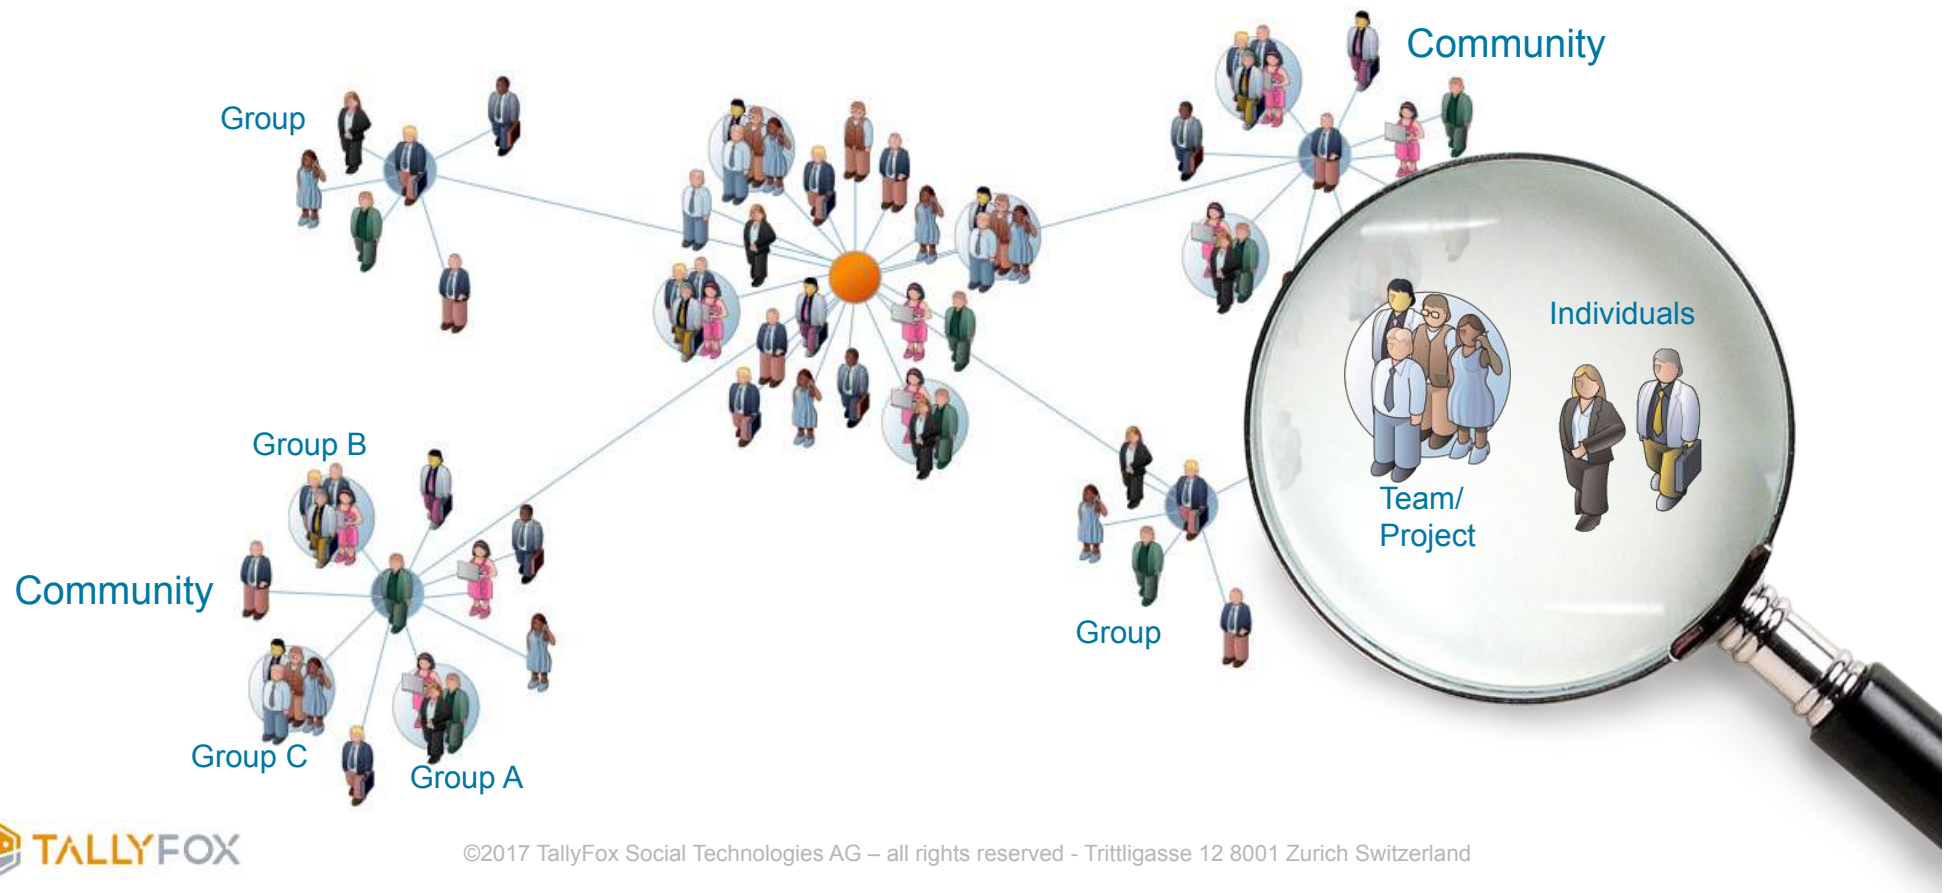 Community
Group
Individuals
Group B
Team/
Project
Community
Group
Group C
Group A
TALLYFOX
©2017 TallyFox Social Technologies AG – all rights reserved - Trittligasse 12 8001 Zurich Switzerland